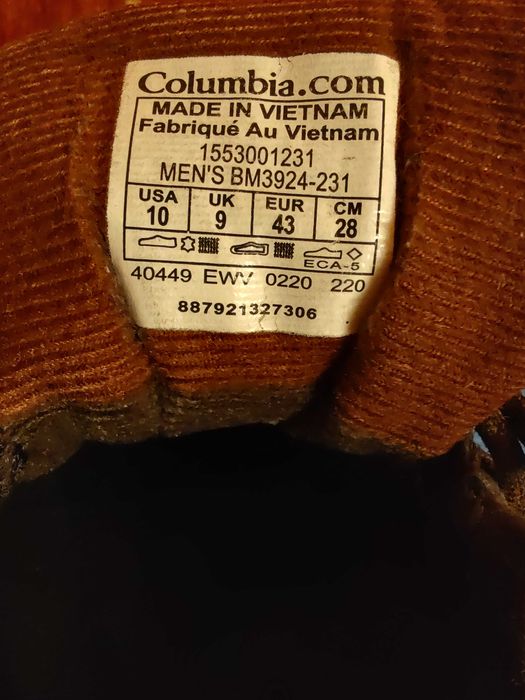 Columbia.com
MADE IN VIETNAM
Fabriqué Au Vietnam
1553001231
MEN'S BM3924-231
USA UK EUR CM
10 9 43 28
ECA-5
40449 EWV 0220 220
887921327306